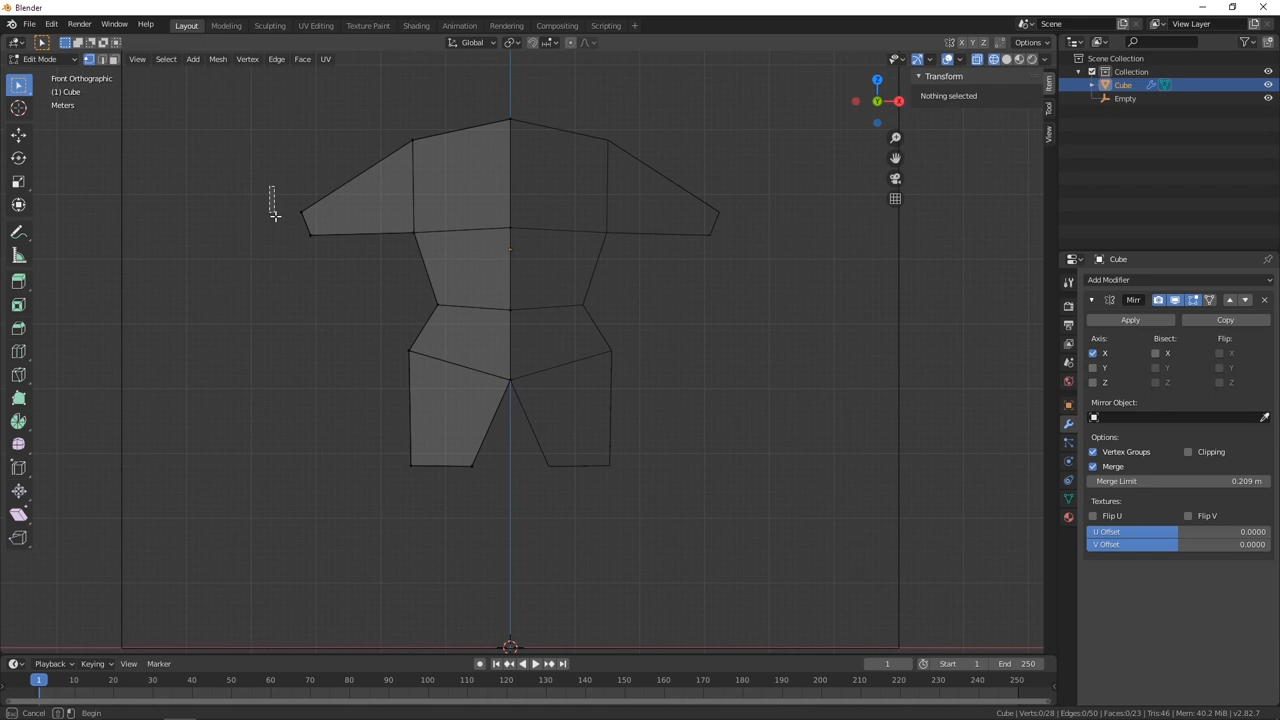 Blender
File Edit Render Window Help Layout Modeling Sculpting UV Editing Texture Paint Shading Animation Rendering Compositing Scripting + Scene View Layer
Global X Y Z Options
Edit Mode View Select Add Mesh Vertex Edge Face UV
Front Orthographic
(1) Cube
Meters
Transform
Nothing selected
Item
Tool
View
Z
Y
X
Scene Collection
Collection
Cube
Empty
Cube
Add Modifier
Mirr
Apply Copy
Axis: Bisect: Flip:
X X X
Y Y Y
Z Z Z
Mirror Object:
Options:
Vertex Groups Clipping
Merge
Merge Limit 0.209 m
Textures:
Flip U Flip V
U Offset 0.0000
V Offset 0.0000
Playback Keying View Marker 1 Start 1 End 250
1 10 20 30 40 50 60 70 80 90 100 110 120 130 140 150 160 170 180 190 200 210 220 230 240 250
Cancel Begin Cube | Verts:0/28 | Edges:0/50 | Faces:0/23 | Tris:46 | Mem: 40.2 MiB | v2.82.7